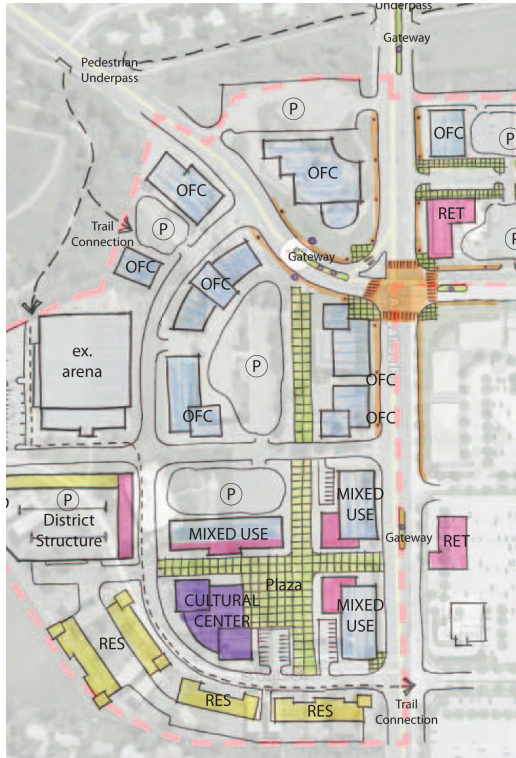 Underpass
Gateway
Pedestrian
Underpass
P
OFC
P
OFC
OFC
RET
P
Trail
Connection
P
OFC
OFC
Gateway
ex.
arena
P
OFC
OFC
OFC
P
District
Structure
P
MIXED USE
MIXED
USE
Gateway
RET
Plaza
CULTURAL
CENTER
MIXED
USE
RES
RES
RES
Trail
Connection